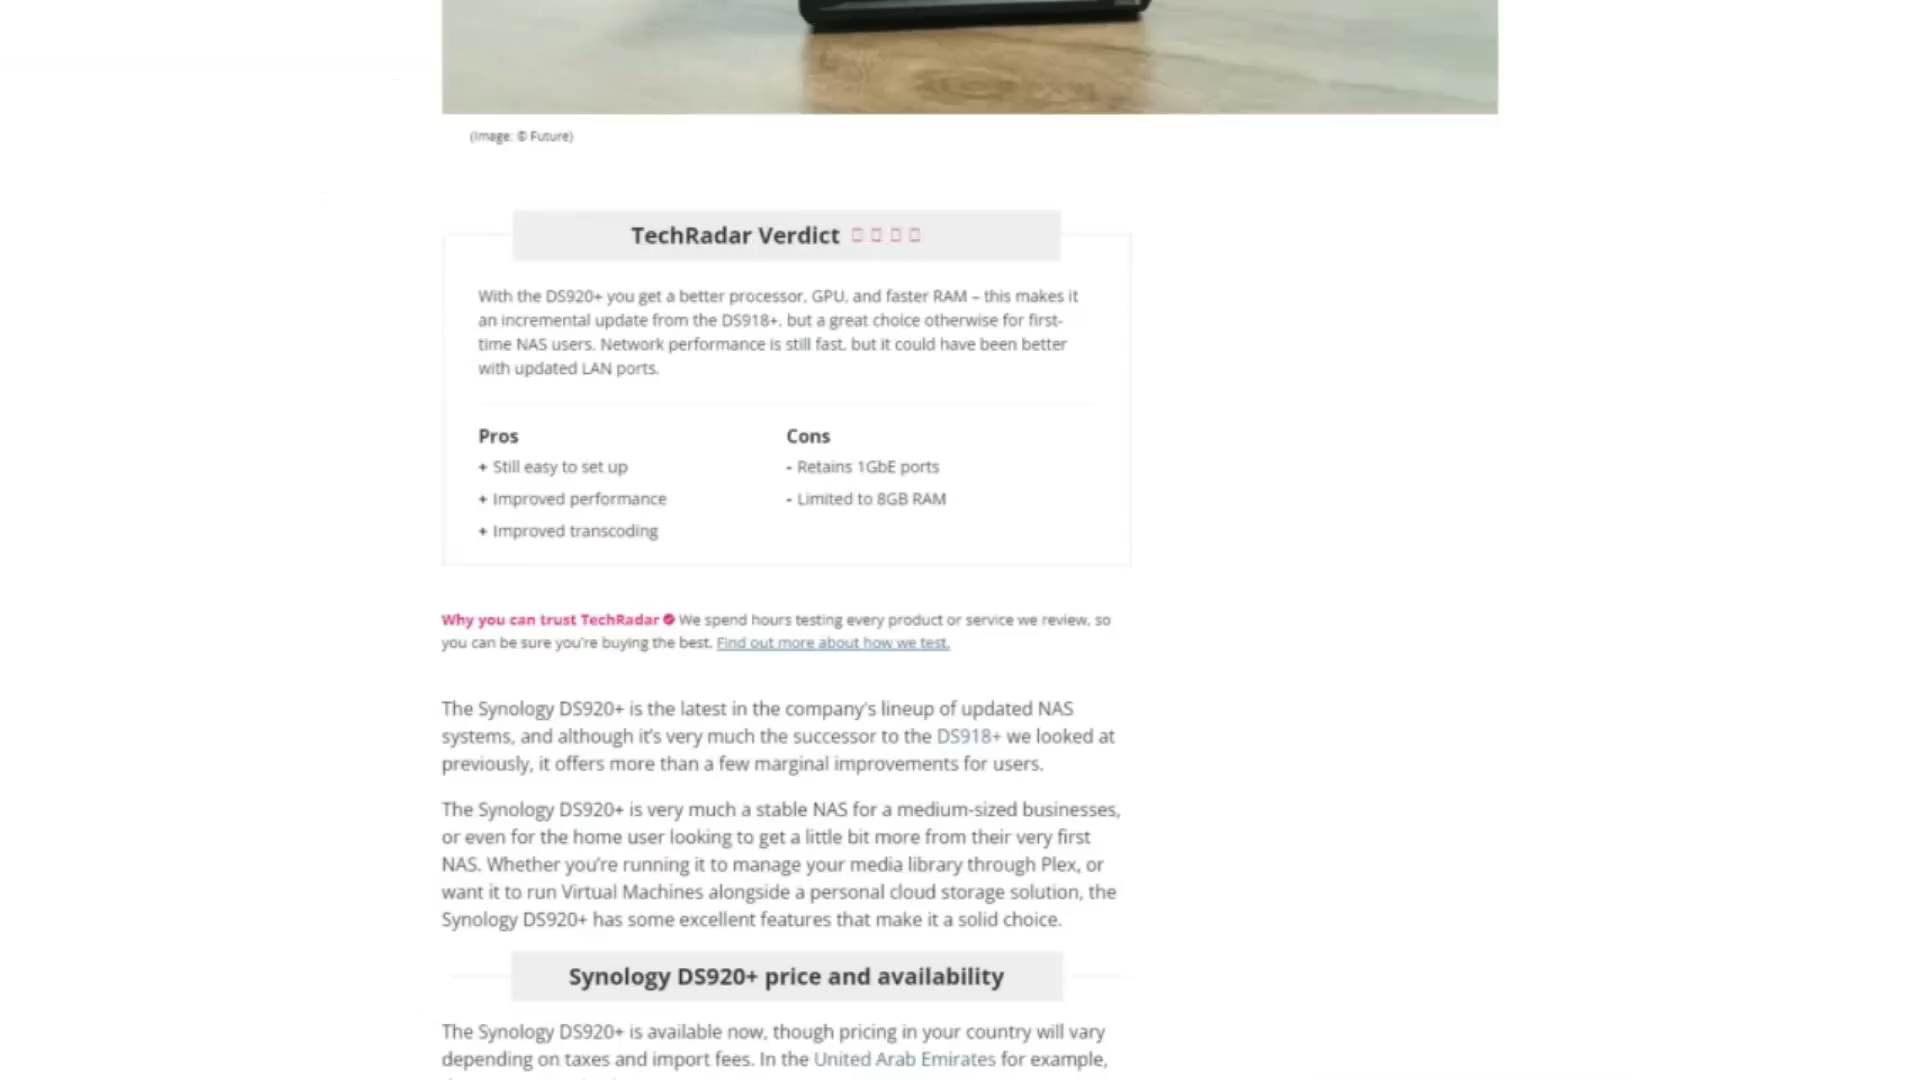 (Image: © Future)
TechRadar Verdict
With the DS920+ you get a better processor, GPU, and faster RAM – this makes it
an incremental update from the DS918+, but a great choice otherwise for first-
time NAS users. Network performance is still fast, but it could have been better
with updated LAN ports.
Pros
+ Still easy to set up
+ Improved performance
+ Improved transcoding
Cons
- Retains 1GbE ports
- Limited to 8GB RAM
Why you can trust TechRadar We spend hours testing every product or service we review, so
you can be sure you're buying the best. Find out more about how we test.
The Synology DS920+ is the latest in the company's lineup of updated NAS
systems, and although it's very much the successor to the DS918+ we looked at
previously, it offers more than a few marginal improvements for users.
The Synology DS920+ is very much a stable NAS for a medium-sized businesses,
or even for the home user looking to get a little bit more from their very first
NAS. Whether you're running it to manage your media library through Plex, or
want it to run Virtual Machines alongside a personal cloud storage solution, the
Synology DS920+ has some excellent features that make it a solid choice.
Synology DS920+ price and availability
The Synology DS920+ is available now, though pricing in your country will vary
depending on taxes and import fees. In the United Arab Emirates for example,